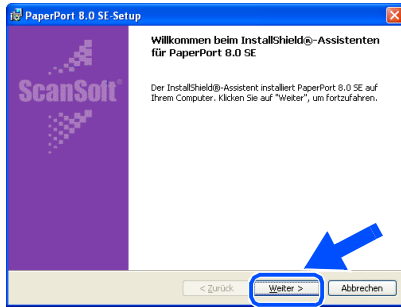 PaperPort 8.0 SE-Setup
Willkommen beim InstallShield®-Assistenten
für PaperPort 8.0 SE
Der InstallShield®-Assistent installiert PaperPort 8.0 SE auf
Ihrem Computer. Klicken Sie auf "Weiter", um fortzufahren.
ScanSoft®
< Zurück Weiter > Abbrechen